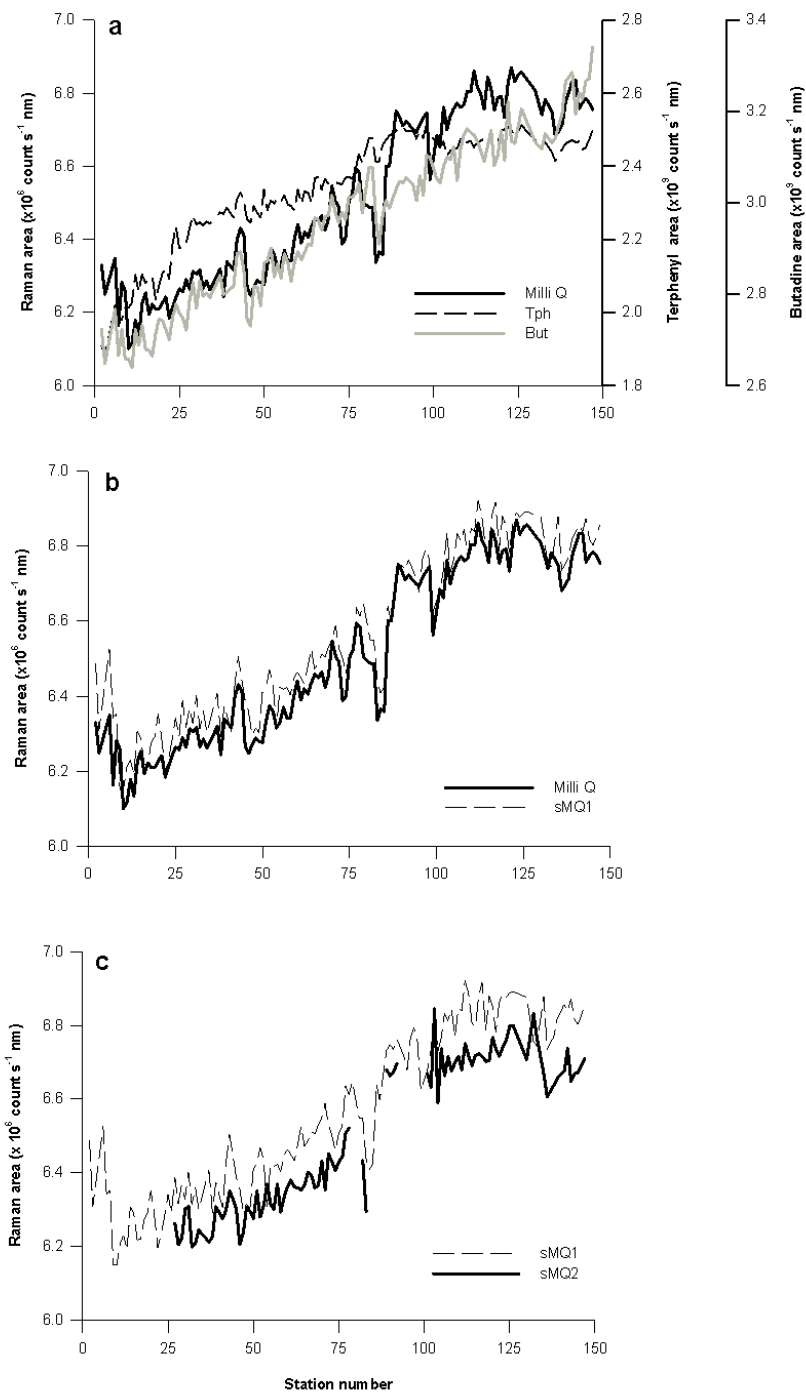 a
7.0
6.8
6.6
6.4
6.2
6.0
Raman area (x10⁶ count s⁻¹ nm)
0 25 50 75 100 125 150
2.8
2.6
2.4
2.2
2.0
1.8
Terphenyl area (x10⁹ count s⁻¹ nm)
3.4
3.2
3.0
2.8
2.6
Butadine area (x10⁹ count s⁻¹ nm)
Milli Q
Tph
But
b
7.0
6.8
6.6
6.4
6.2
6.0
Raman area (x10⁶ count s⁻¹ nm)
0 25 50 75 100 125 150
Milli Q
sMQ1
c
7.0
6.8
6.6
6.4
6.2
6.0
Raman area (x 10⁶ count s⁻¹ nm)
0 25 50 75 100 125 150
sMQ1
sMQ2
Station number